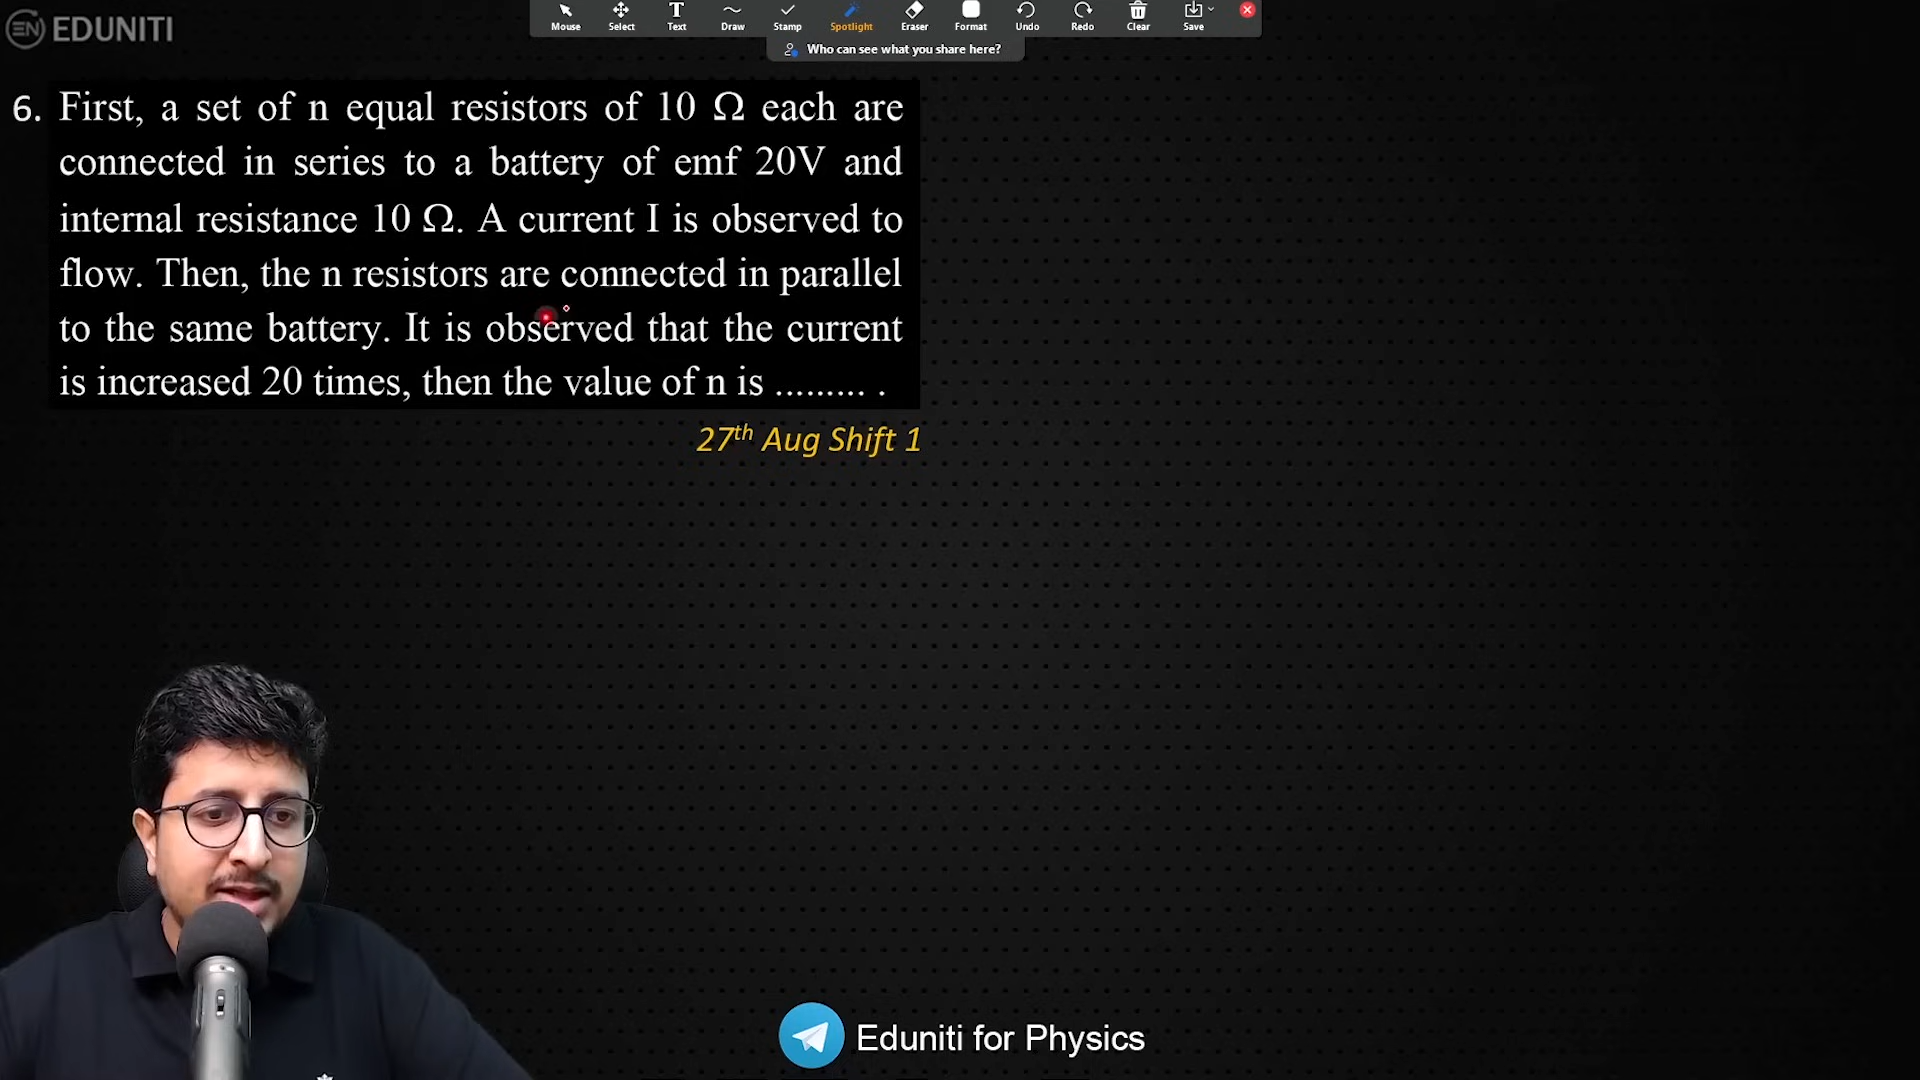 EN EDUNITI
Mouse Select Text Draw Stamp Spotlight Eraser Format Undo Redo Clear Save
Who can see what you share here?
6. First, a set of n equal resistors of 10 Ω each are
connected in series to a battery of emf 20V and
internal resistance 10 Ω. A current I is observed to
flow. Then, the n resistors are connected in parallel
to the same battery. It is observed that the current
is increased 20 times, then the value of n is ......... .
27th Aug Shift 1
Eduniti for Physics